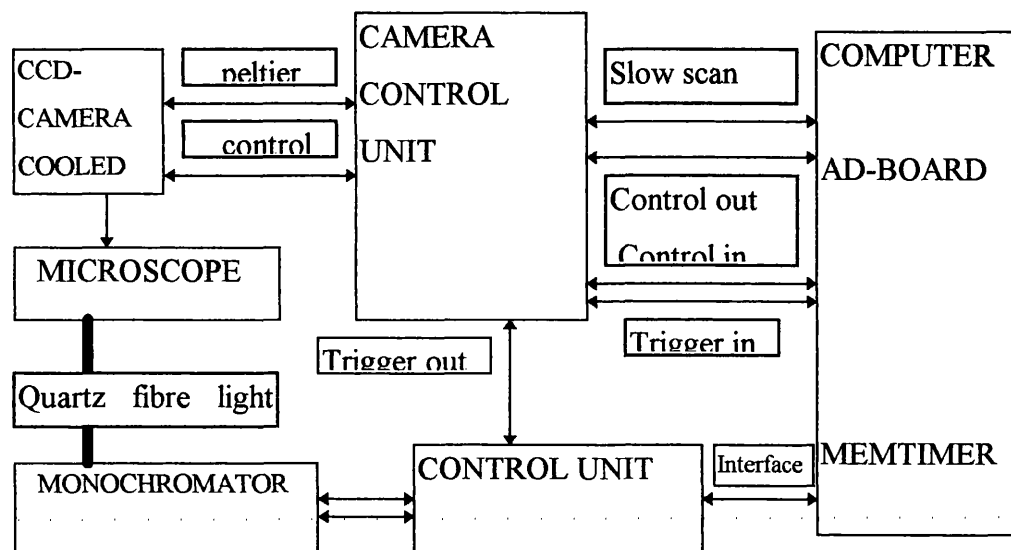 CCD-
CAMERA
COOLED
peltier
control
CAMERA
CONTROL
UNIT
Slow scan
Control out
Control in
Trigger in
COMPUTER
AD-BOARD
MEMTIMER
MICROSCOPE
Trigger out
Quartz fibre light
MONOCHROMATOR
CONTROL UNIT
Interface